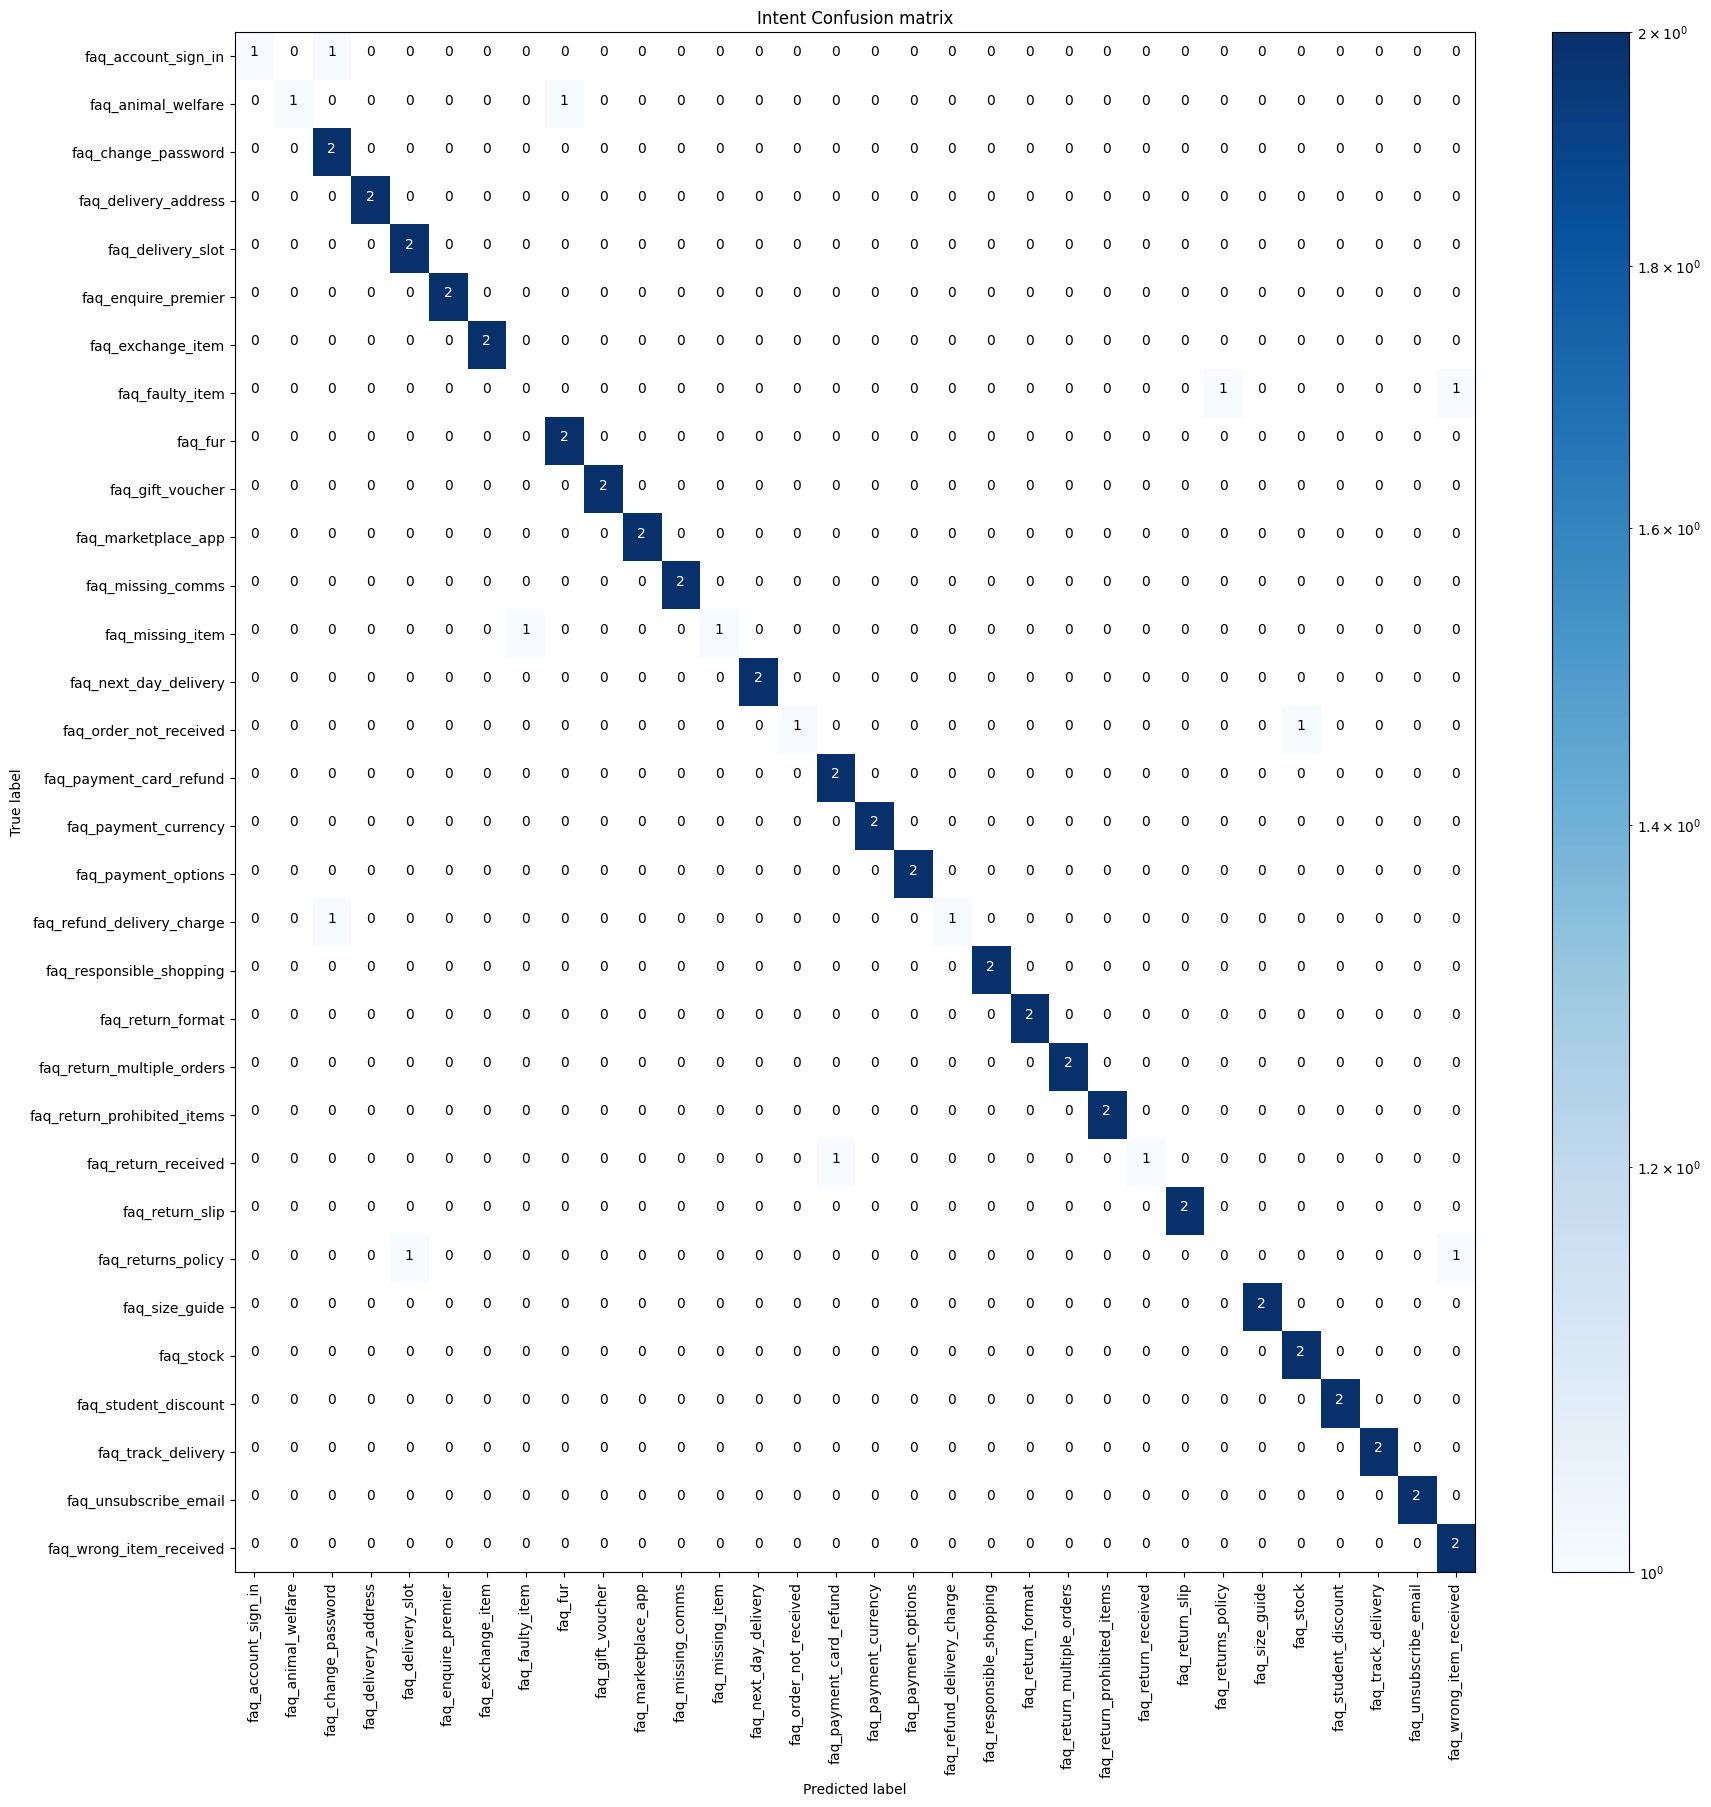 Intent Confusion matrix
faq_account_sign_in 1 0 1 0 0 0 0 0 0 0 0 0 0 0 0 0 0 0 0 0 0 0 0 0 0 0 0 0 0 0 0 0
faq_animal_welfare 0 1 0 0 0 0 0 0 1 0 0 0 0 0 0 0 0 0 0 0 0 0 0 0 0 0 0 0 0 0 0 0
faq_change_password 0 0 2 0 0 0 0 0 0 0 0 0 0 0 0 0 0 0 0 0 0 0 0 0 0 0 0 0 0 0 0 0
faq_delivery_address 0 0 0 2 0 0 0 0 0 0 0 0 0 0 0 0 0 0 0 0 0 0 0 0 0 0 0 0 0 0 0 0
faq_delivery_slot 0 0 0 0 2 0 0 0 0 0 0 0 0 0 0 0 0 0 0 0 0 0 0 0 0 0 0 0 0 0 0 0
faq_enquire_premier 0 0 0 0 0 2 0 0 0 0 0 0 0 0 0 0 0 0 0 0 0 0 0 0 0 0 0 0 0 0 0 0
faq_exchange_item 0 0 0 0 0 0 2 0 0 0 0 0 0 0 0 0 0 0 0 0 0 0 0 0 0 0 0 0 0 0 0 0
faq_faulty_item 0 0 0 0 0 0 0 0 0 0 0 0 0 0 0 0 0 0 0 0 0 0 0 0 0 1 0 0 0 0 0 1
faq_fur 0 0 0 0 0 0 0 0 2 0 0 0 0 0 0 0 0 0 0 0 0 0 0 0 0 0 0 0 0 0 0 0
faq_gift_voucher 0 0 0 0 0 0 0 0 0 2 0 0 0 0 0 0 0 0 0 0 0 0 0 0 0 0 0 0 0 0 0 0
faq_marketplace_app 0 0 0 0 0 0 0 0 0 0 2 0 0 0 0 0 0 0 0 0 0 0 0 0 0 0 0 0 0 0 0 0
faq_missing_comms 0 0 0 0 0 0 0 0 0 0 0 2 0 0 0 0 0 0 0 0 0 0 0 0 0 0 0 0 0 0 0 0
faq_missing_item 0 0 0 0 0 0 0 1 0 0 0 0 1 0 0 0 0 0 0 0 0 0 0 0 0 0 0 0 0 0 0 0
faq_next_day_delivery 0 0 0 0 0 0 0 0 0 0 0 0 0 2 0 0 0 0 0 0 0 0 0 0 0 0 0 0 0 0 0 0
faq_order_not_received 0 0 0 0 0 0 0 0 0 0 0 0 0 0 1 0 0 0 0 0 0 0 0 0 0 0 0 1 0 0 0 0
faq_payment_card_refund 0 0 0 0 0 0 0 0 0 0 0 0 0 0 0 2 0 0 0 0 0 0 0 0 0 0 0 0 0 0 0 0
faq_payment_currency 0 0 0 0 0 0 0 0 0 0 0 0 0 0 0 0 2 0 0 0 0 0 0 0 0 0 0 0 0 0 0 0
faq_payment_options 0 0 0 0 0 0 0 0 0 0 0 0 0 0 0 0 0 2 0 0 0 0 0 0 0 0 0 0 0 0 0 0
faq_refund_delivery_charge 0 0 1 0 0 0 0 0 0 0 0 0 0 0 0 0 0 0 1 0 0 0 0 0 0 0 0 0 0 0 0 0
faq_responsible_shopping 0 0 0 0 0 0 0 0 0 0 0 0 0 0 0 0 0 0 0 2 0 0 0 0 0 0 0 0 0 0 0 0
faq_return_format 0 0 0 0 0 0 0 0 0 0 0 0 0 0 0 0 0 0 0 0 2 0 0 0 0 0 0 0 0 0 0 0
faq_return_multiple_orders 0 0 0 0 0 0 0 0 0 0 0 0 0 0 0 0 0 0 0 0 0 2 0 0 0 0 0 0 0 0 0 0
faq_return_prohibited_items 0 0 0 0 0 0 0 0 0 0 0 0 0 0 0 0 0 0 0 0 0 0 2 0 0 0 0 0 0 0 0 0
faq_return_received 0 0 0 0 0 0 0 0 0 0 0 0 0 0 0 1 0 0 0 0 0 0 0 1 0 0 0 0 0 0 0 0
faq_return_slip 0 0 0 0 0 0 0 0 0 0 0 0 0 0 0 0 0 0 0 0 0 0 0 0 2 0 0 0 0 0 0 0
faq_returns_policy 0 0 0 0 1 0 0 0 0 0 0 0 0 0 0 0 0 0 0 0 0 0 0 0 0 0 0 0 0 0 0 1
faq_size_guide 0 0 0 0 0 0 0 0 0 0 0 0 0 0 0 0 0 0 0 0 0 0 0 0 0 0 2 0 0 0 0 0
faq_stock 0 0 0 0 0 0 0 0 0 0 0 0 0 0 0 0 0 0 0 0 0 0 0 0 0 0 0 2 0 0 0 0
faq_student_discount 0 0 0 0 0 0 0 0 0 0 0 0 0 0 0 0 0 0 0 0 0 0 0 0 0 0 0 0 2 0 0 0
faq_track_delivery 0 0 0 0 0 0 0 0 0 0 0 0 0 0 0 0 0 0 0 0 0 0 0 0 0 0 0 0 0 2 0 0
faq_unsubscribe_email 0 0 0 0 0 0 0 0 0 0 0 0 0 0 0 0 0 0 0 0 0 0 0 0 0 0 0 0 0 0 2 0
faq_wrong_item_received 0 0 0 0 0 0 0 0 0 0 0 0 0 0 0 0 0 0 0 0 0 0 0 0 0 0 0 0 0 0 0 2
True label
faq_account_sign_in
faq_animal_welfare
faq_change_password
faq_delivery_address
faq_delivery_slot
faq_enquire_premier
faq_exchange_item
faq_faulty_item
faq_fur
faq_gift_voucher
faq_marketplace_app
faq_missing_comms
faq_missing_item
faq_next_day_delivery
faq_order_not_received
faq_payment_card_refund
faq_payment_currency
faq_payment_options
faq_refund_delivery_charge
faq_responsible_shopping
faq_return_format
faq_return_multiple_orders
faq_return_prohibited_items
faq_return_received
faq_return_slip
faq_returns_policy
faq_size_guide
faq_stock
faq_student_discount
faq_track_delivery
faq_unsubscribe_email
faq_wrong_item_received
Predicted label
2 × 10⁰
1.8 × 10⁰
1.6 × 10⁰
1.4 × 10⁰
1.2 × 10⁰
10⁰